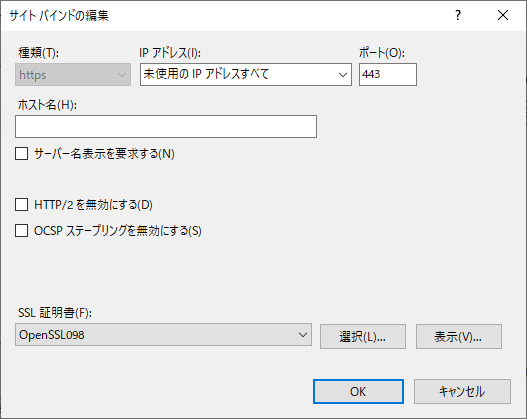 サイト バインドの編集
種類(T):
IP アドレス(I):
ポート(O):
https
未使用の IP アドレスすべて
443
ホスト名(H):
サーバー名表示を要求する(N)
HTTP/2 を無効にする(D)
OCSP ステープリングを無効にする(S)
SSL 証明書(F):
OpenSSL098
選択(L)...
表示(V)...
OK
キャンセル